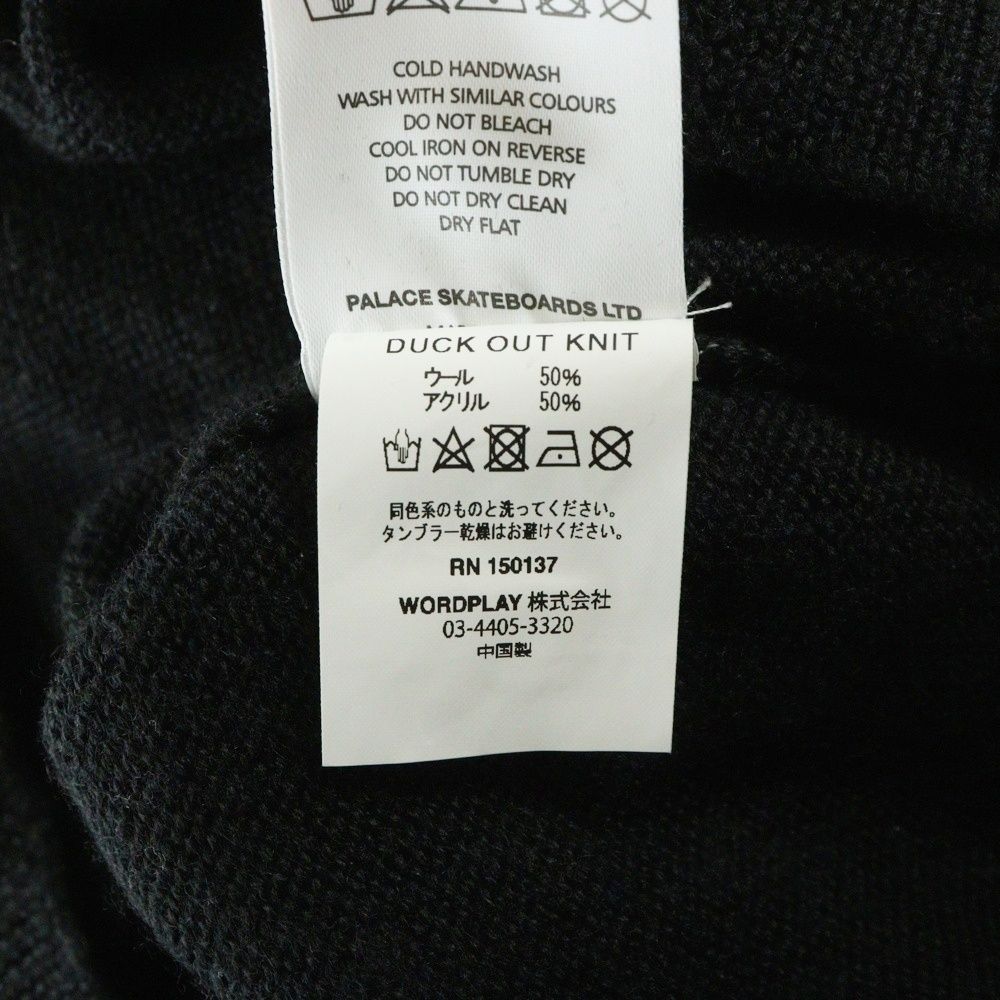 COLD HANDWASH
WASH WITH SIMILAR COLOURS
DO NOT BLEACH
COOL IRON ON REVERSE
DO NOT TUMBLE DRY
DO NOT DRY CLEAN
DRY FLAT
PALACE SKATEBOARDS LTD
DUCK OUT KNIT
ウール 50%
アクリル 50%
同色系のものと洗ってください。
タンブラー乾燥はお避けください。
RN 150137
WORDPLAY 株式会社
03-4405-3320
中国製